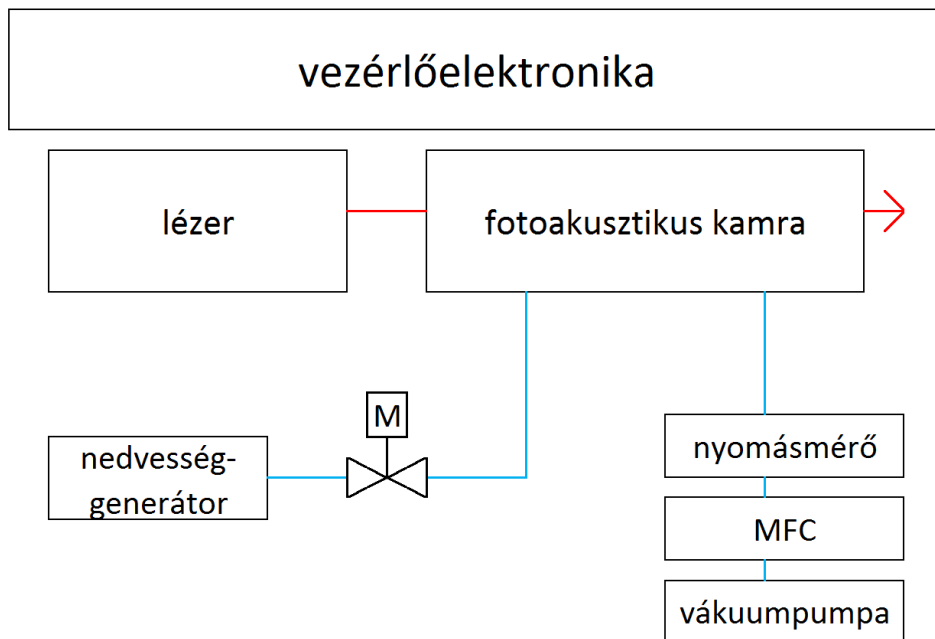 vezérlőelektronika
lézer
fotoakusztikus kamra
M
nedvesség-
generátor
nyomásmérő
MFC
vákuumpumpa